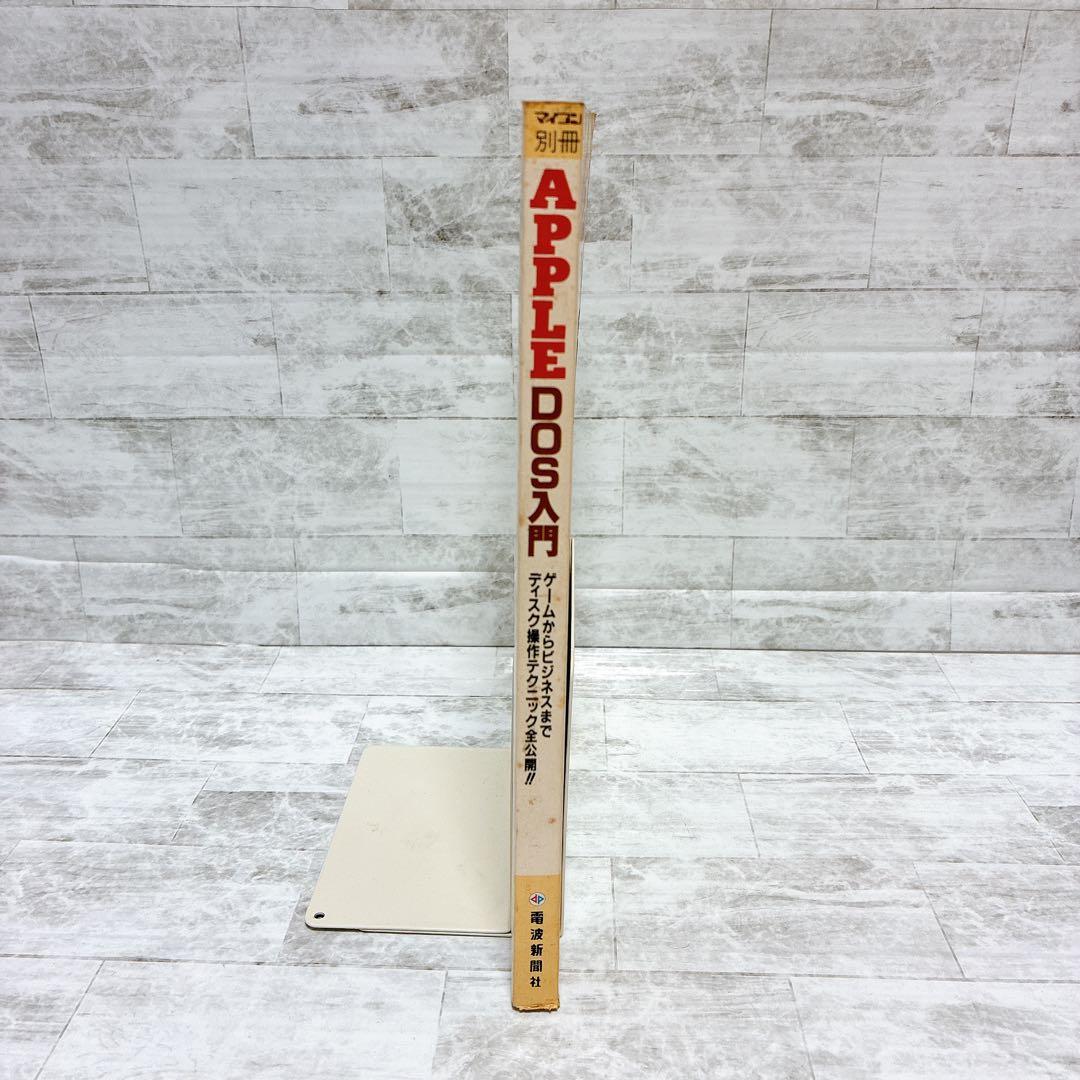 マイコン
別冊
APPLE
DOS入門
ゲームからビジネスまで
ディスク操作テクニック全公開!!
電波新聞社